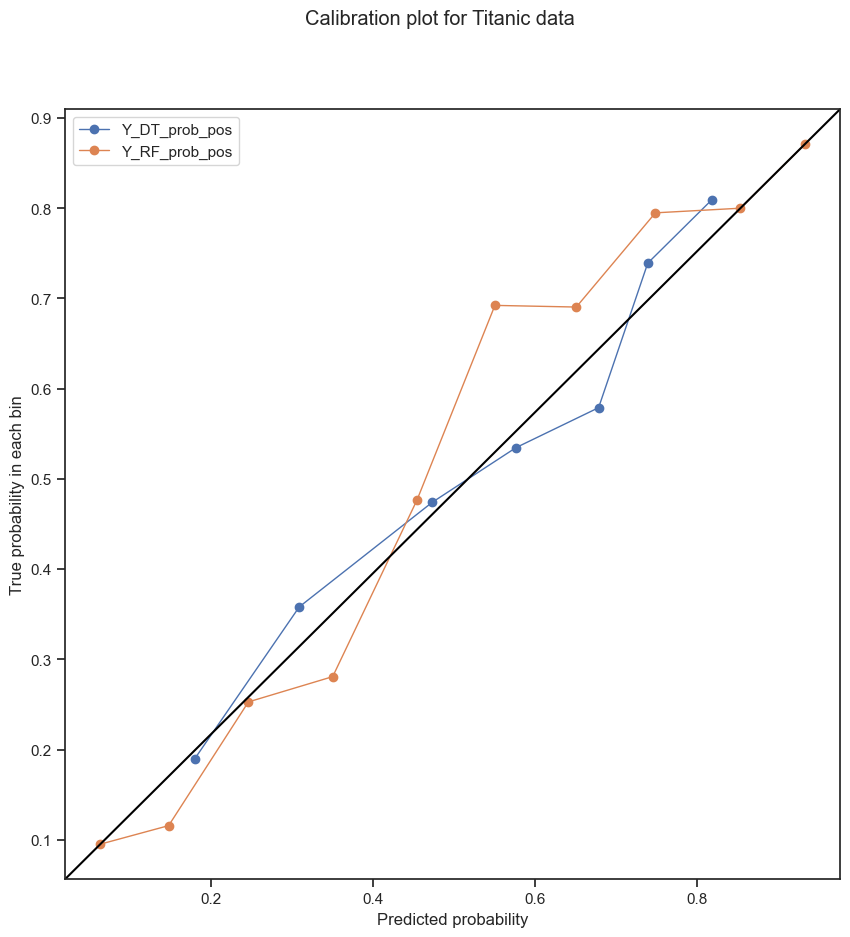 Calibration plot for Titanic data
Y_DT_prob_pos
Y_RF_prob_pos
True probability in each bin
0.9
0.8
0.7
0.6
0.5
0.4
0.3
0.2
0.1
0.2 0.4 0.6 0.8
Predicted probability